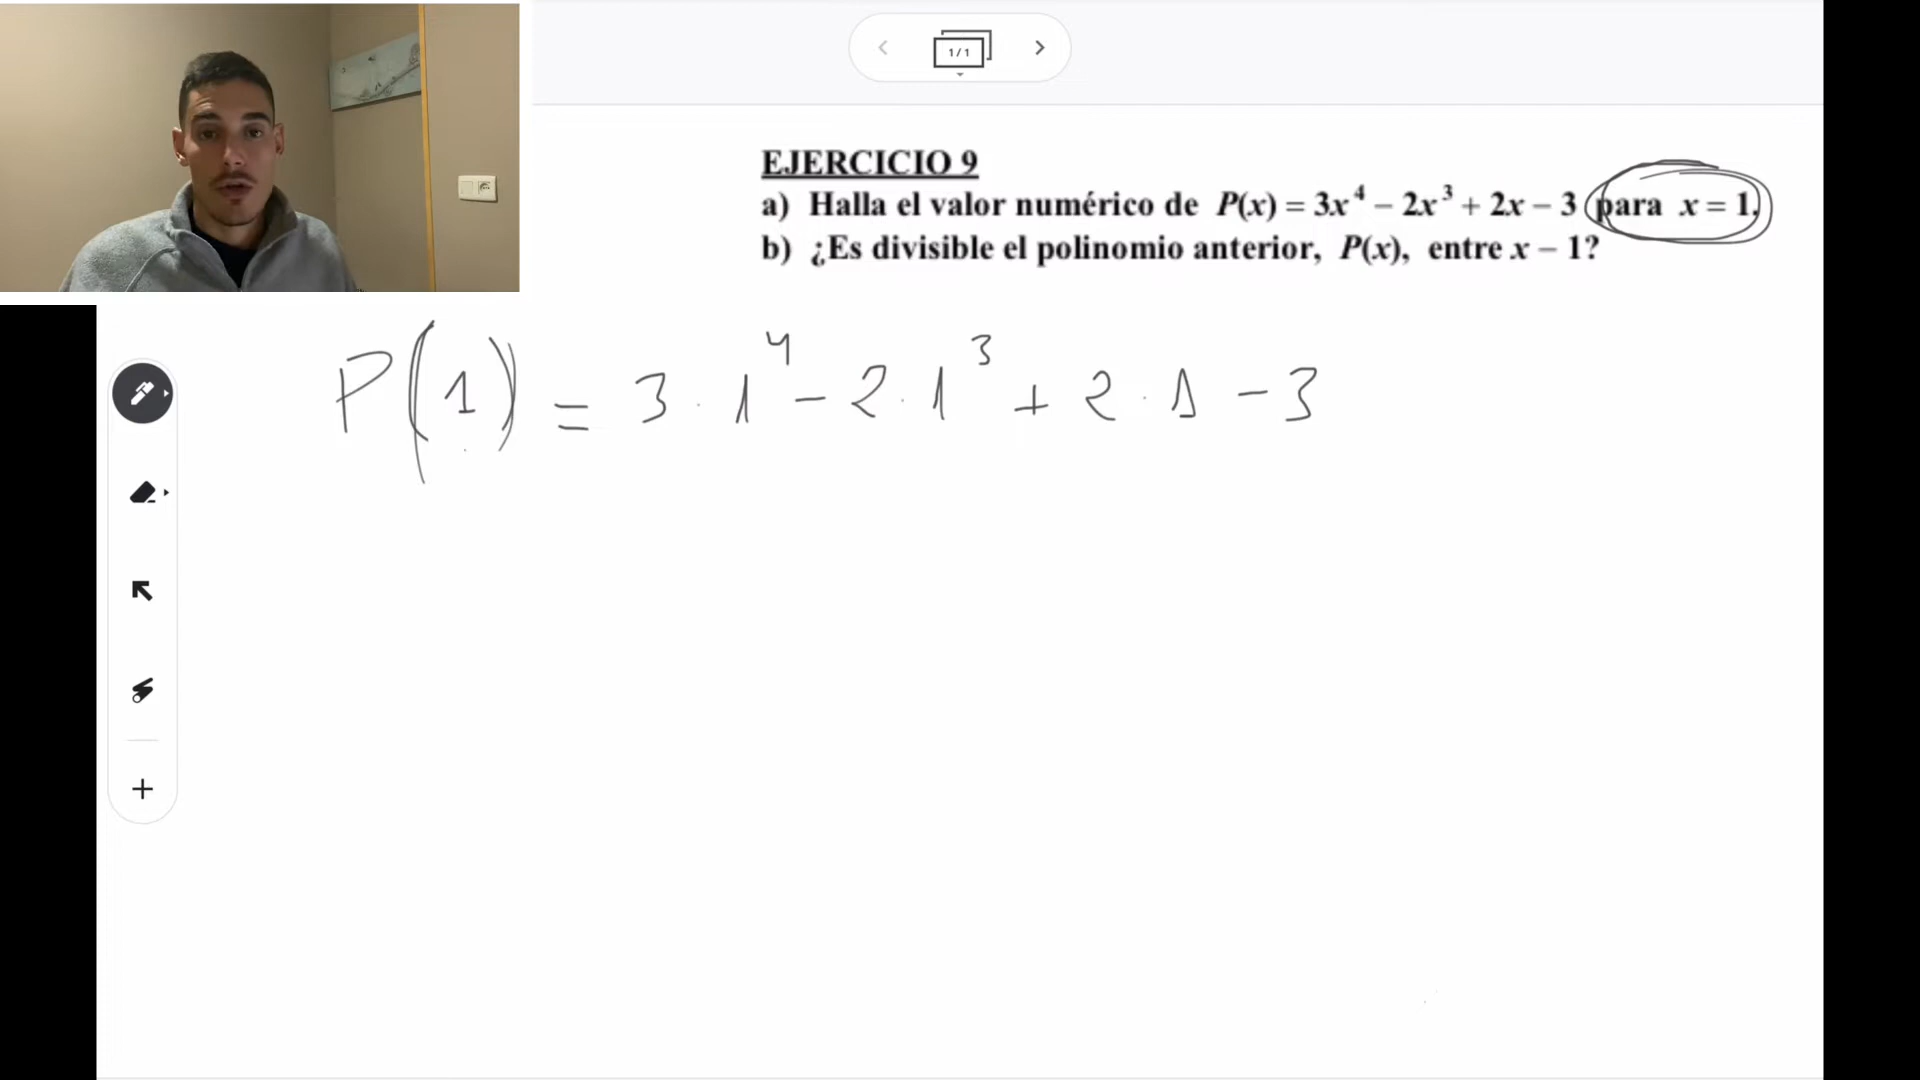 1/1
EJERCICIO 9
a) Halla el valor numérico de P(x) = 3x⁴ − 2x³ + 2x − 3 para x = 1.
b) ¿Es divisible el polinomio anterior, P(x), entre x − 1?
P(1) = 3 · 1⁴ − 2 · 1³ + 2 · 1 − 3